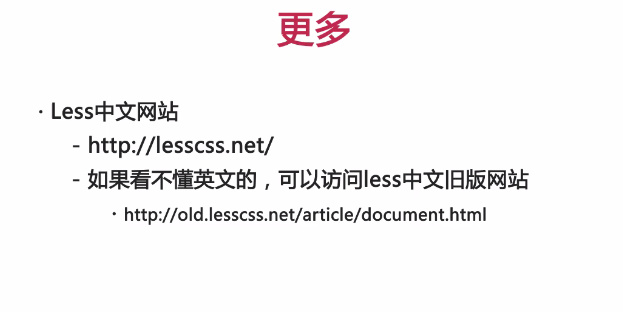 更多
· Less中文网站
- http://lesscss.net/
- 如果看不懂英文的，可以访问less中文旧版网站
· http://old.lesscss.net/article/document.html